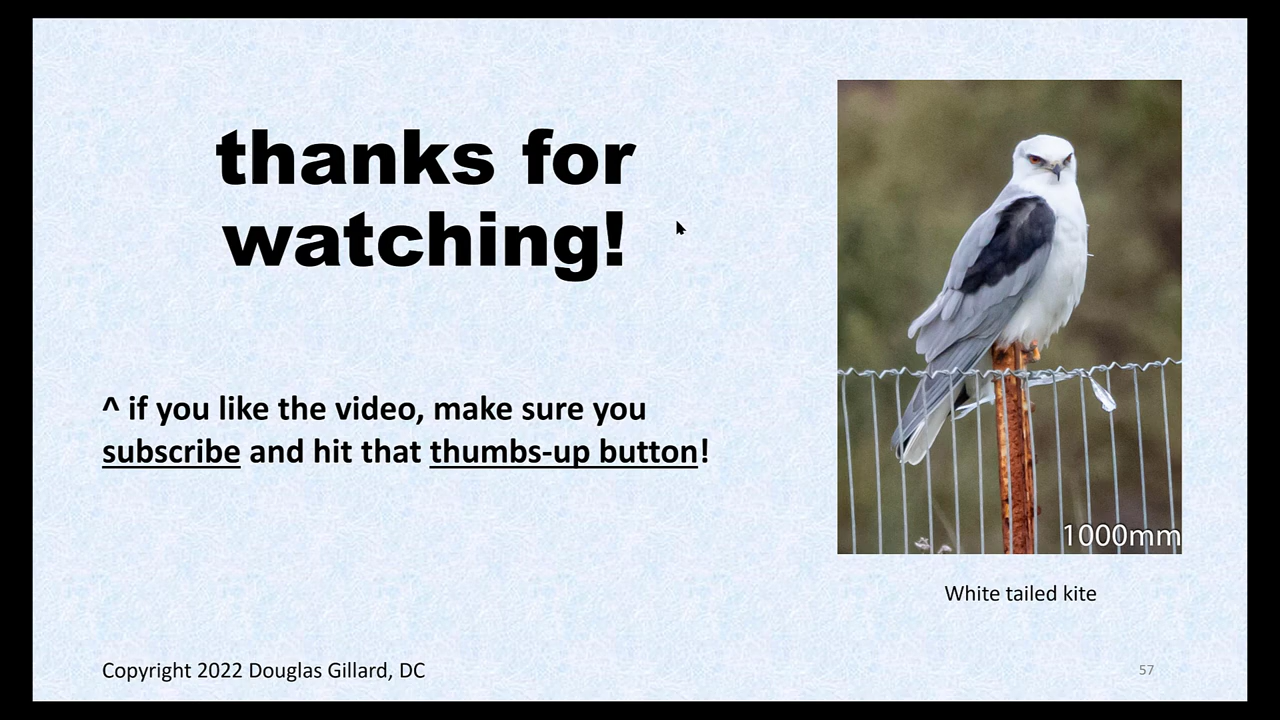 thanks for
watching!
^ if you like the video, make sure you
subscribe and hit that thumbs-up button!
1000mm
White tailed kite
Copyright 2022 Douglas Gillard, DC
57